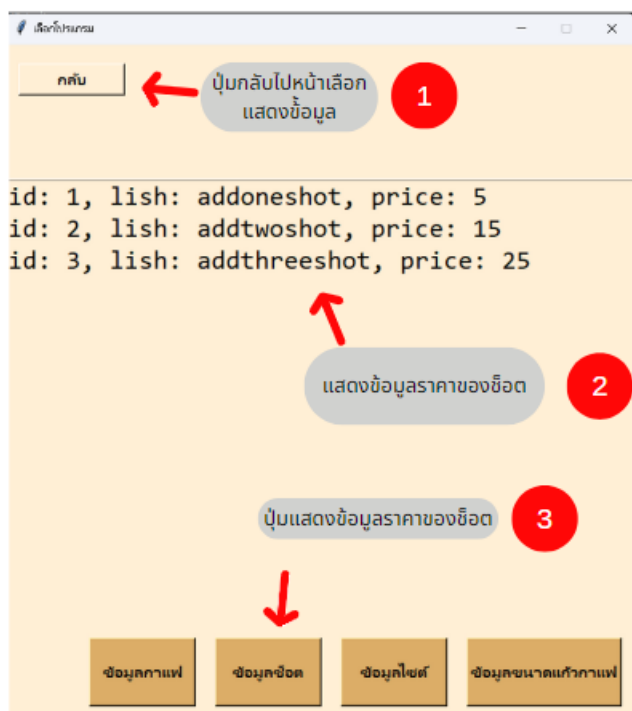 เลือกโปรแกรม
กลับ
ปุ่มกลับไปหน้าเลือก
แสดงข้อมูล
1
id: 1, lish: addoneshot, price: 5
id: 2, lish: addtwoshot, price: 15
id: 3, lish: addthreeshot, price: 25
แสดงข้อมูลราคาของช็อต
2
ปุ่มแสดงข้อมูลราคาของช็อต
3
ข้อมูลกาแฟ
ข้อมูลช็อต
ข้อมูลไซต์
ข้อมูลขนาดแก้วกาแฟ